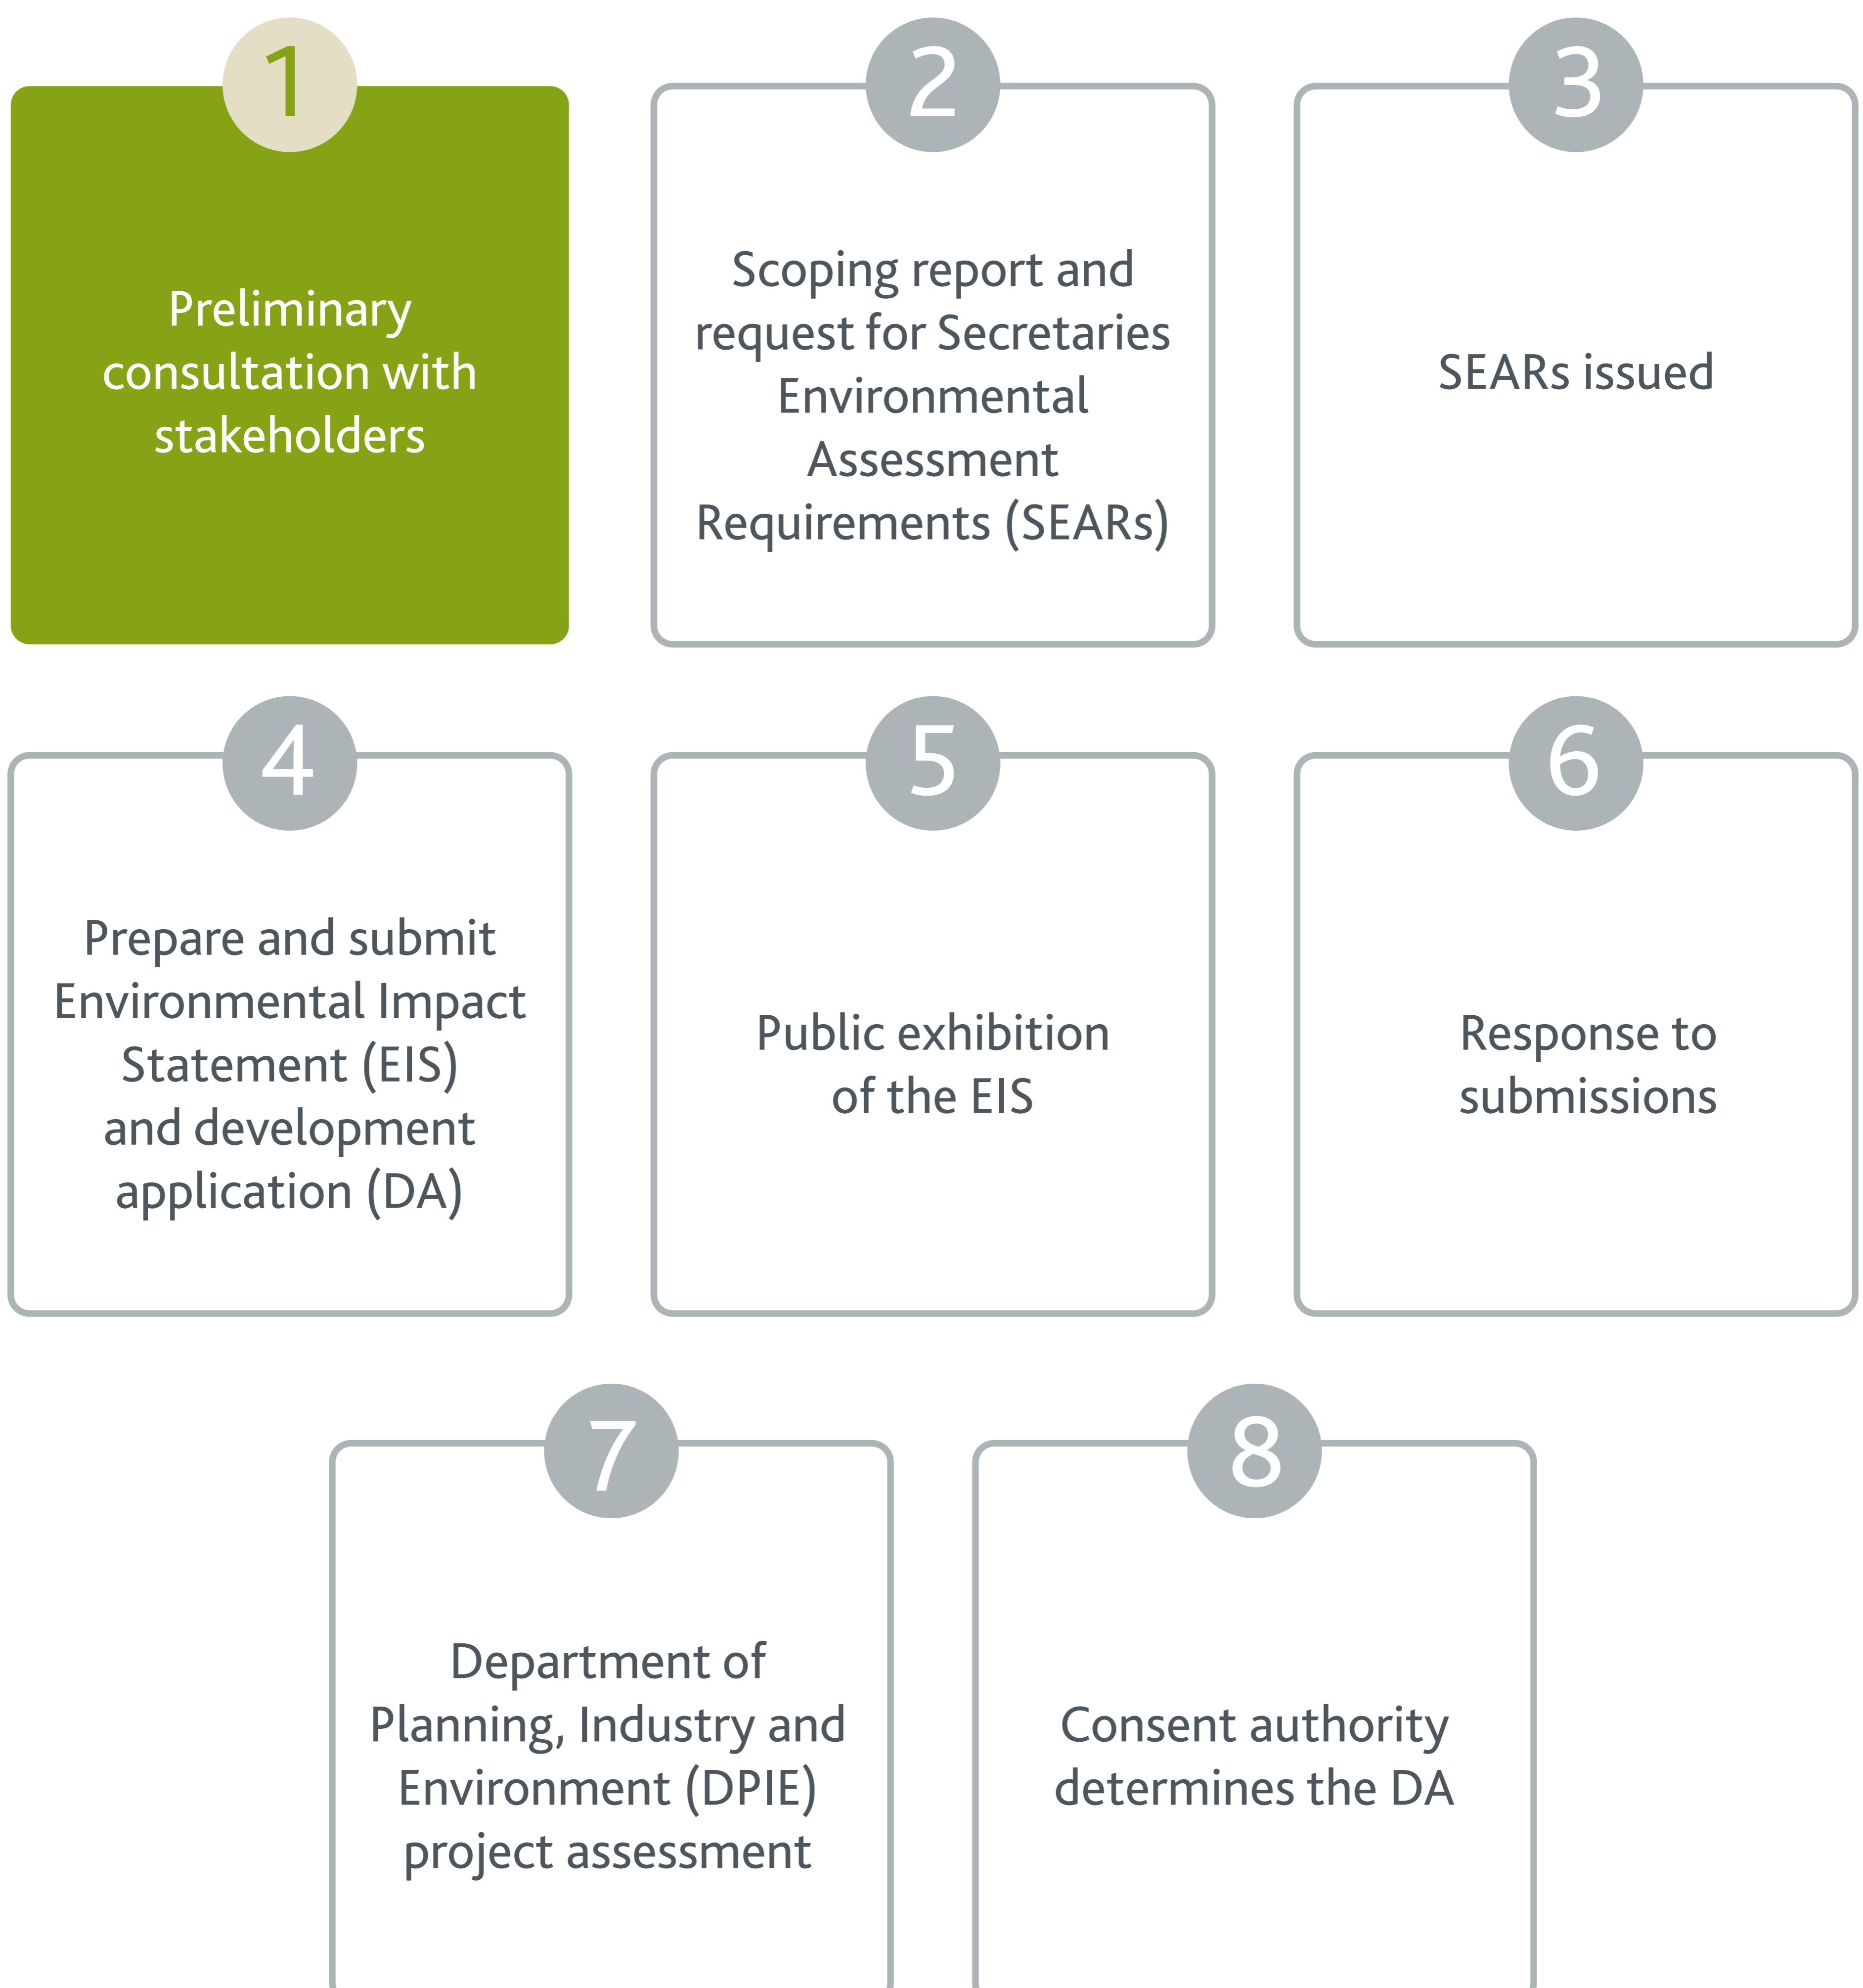 1
Preliminary
consultation with
stakeholders
2
Scoping report and
request for Secretaries
Environmental
Assessment
Requirements (SEARs)
3
SEARs issued
4
Prepare and submit
Environmental Impact
Statement (EIS)
and development
application (DA)
5
Public exhibition
of the EIS
6
Response to
submissions
7
Department of
Planning, Industry and
Environment (DPIE)
project assessment
8
Consent authority
determines the DA